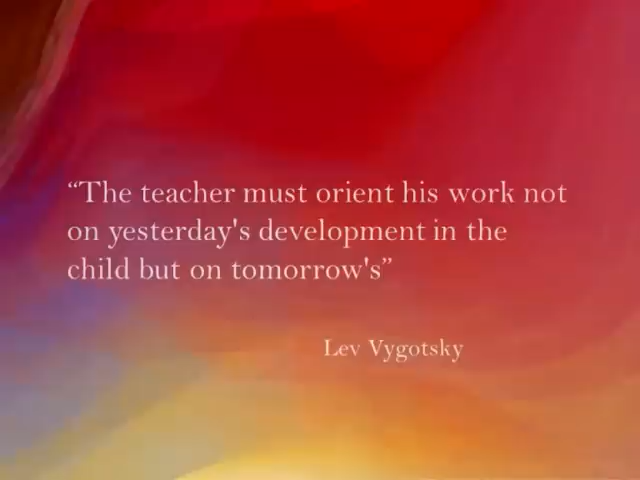 “The teacher must orient his work not
on yesterday's development in the
child but on tomorrow's”
Lev Vygotsky